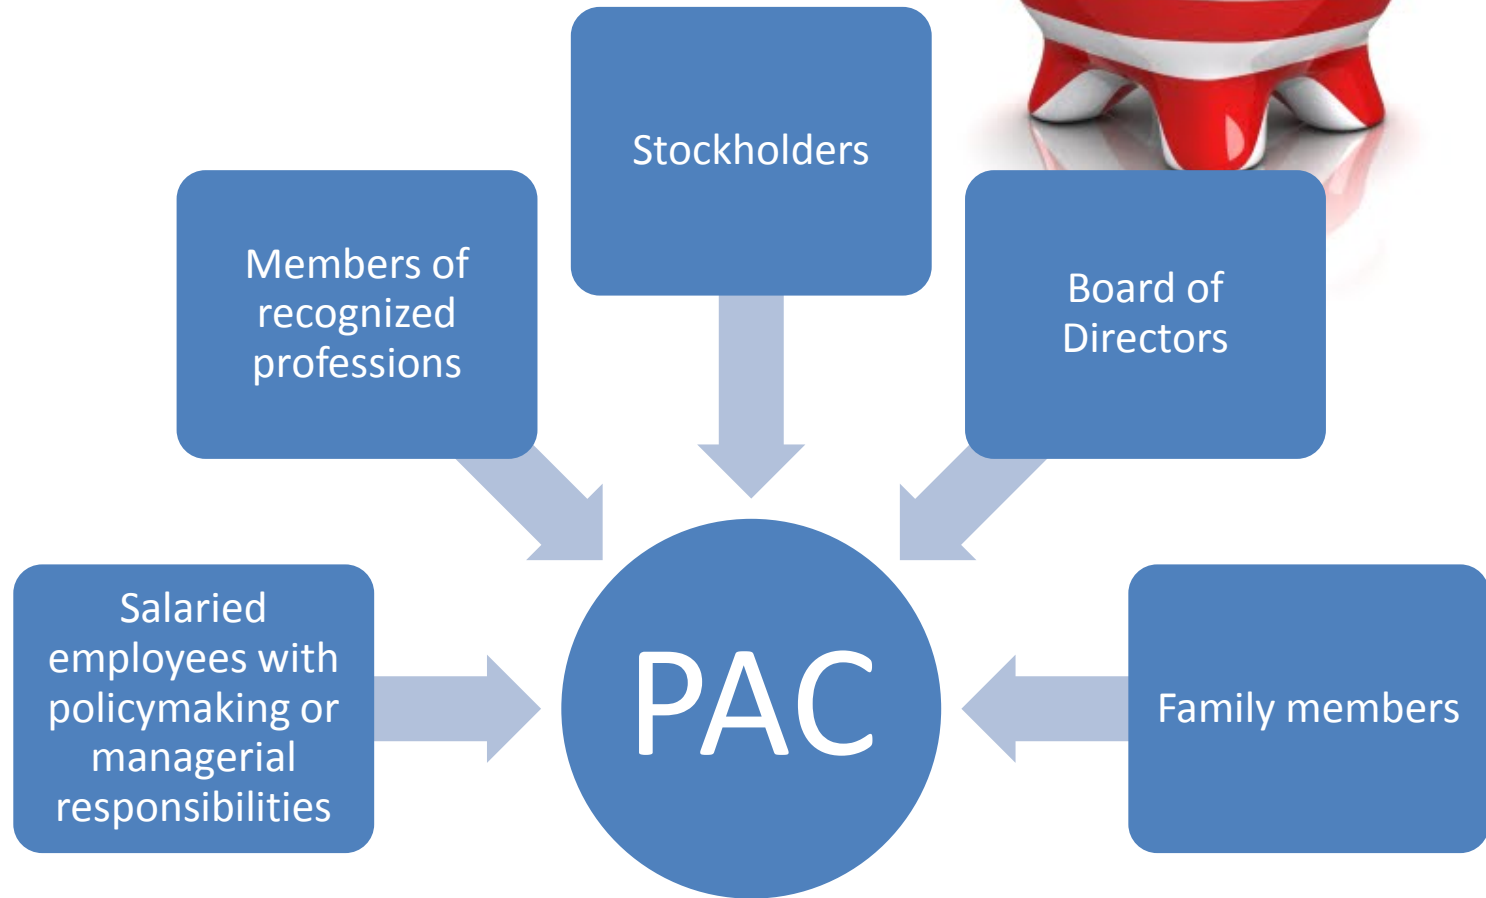 Stockholders
Members of
recognized
professions
Board of
Directors
Salaried
employees with
policymaking or
managerial
responsibilities
PAC
Family members